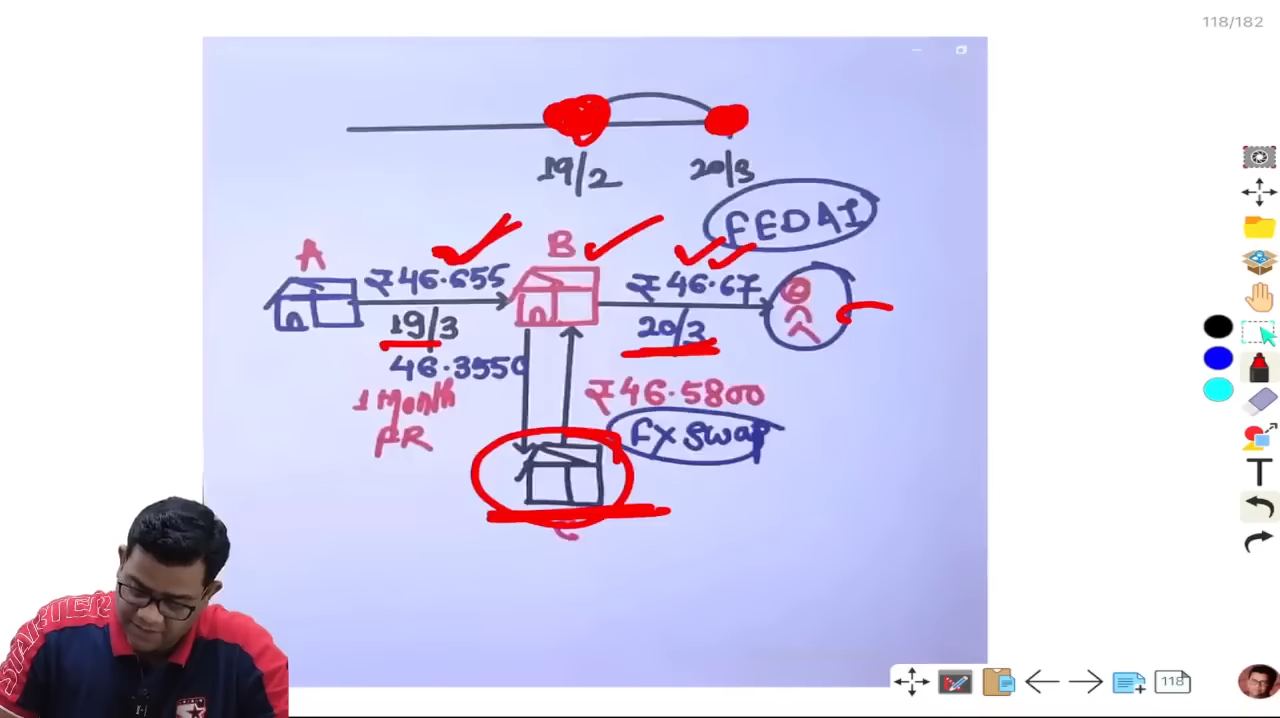 118/182
19/2 20/3
FEDAI
A ₹46.655 B ₹46.67
19/3 20/3
46.3550
1 Month ₹46.5800
FR FX Swap
C
STARTER
T
118